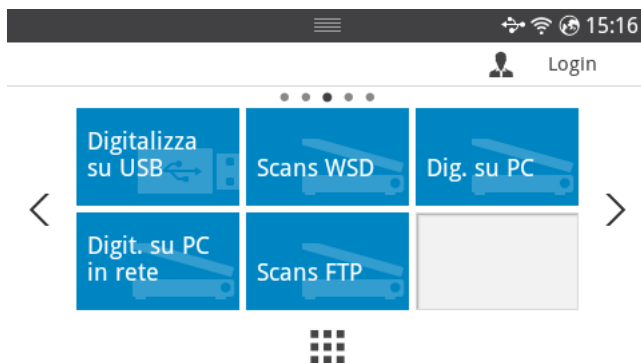 15:16
Login
Digitalizza
su USB
Scans WSD
Dig. su PC
Digit. su PC
in rete
Scans FTP